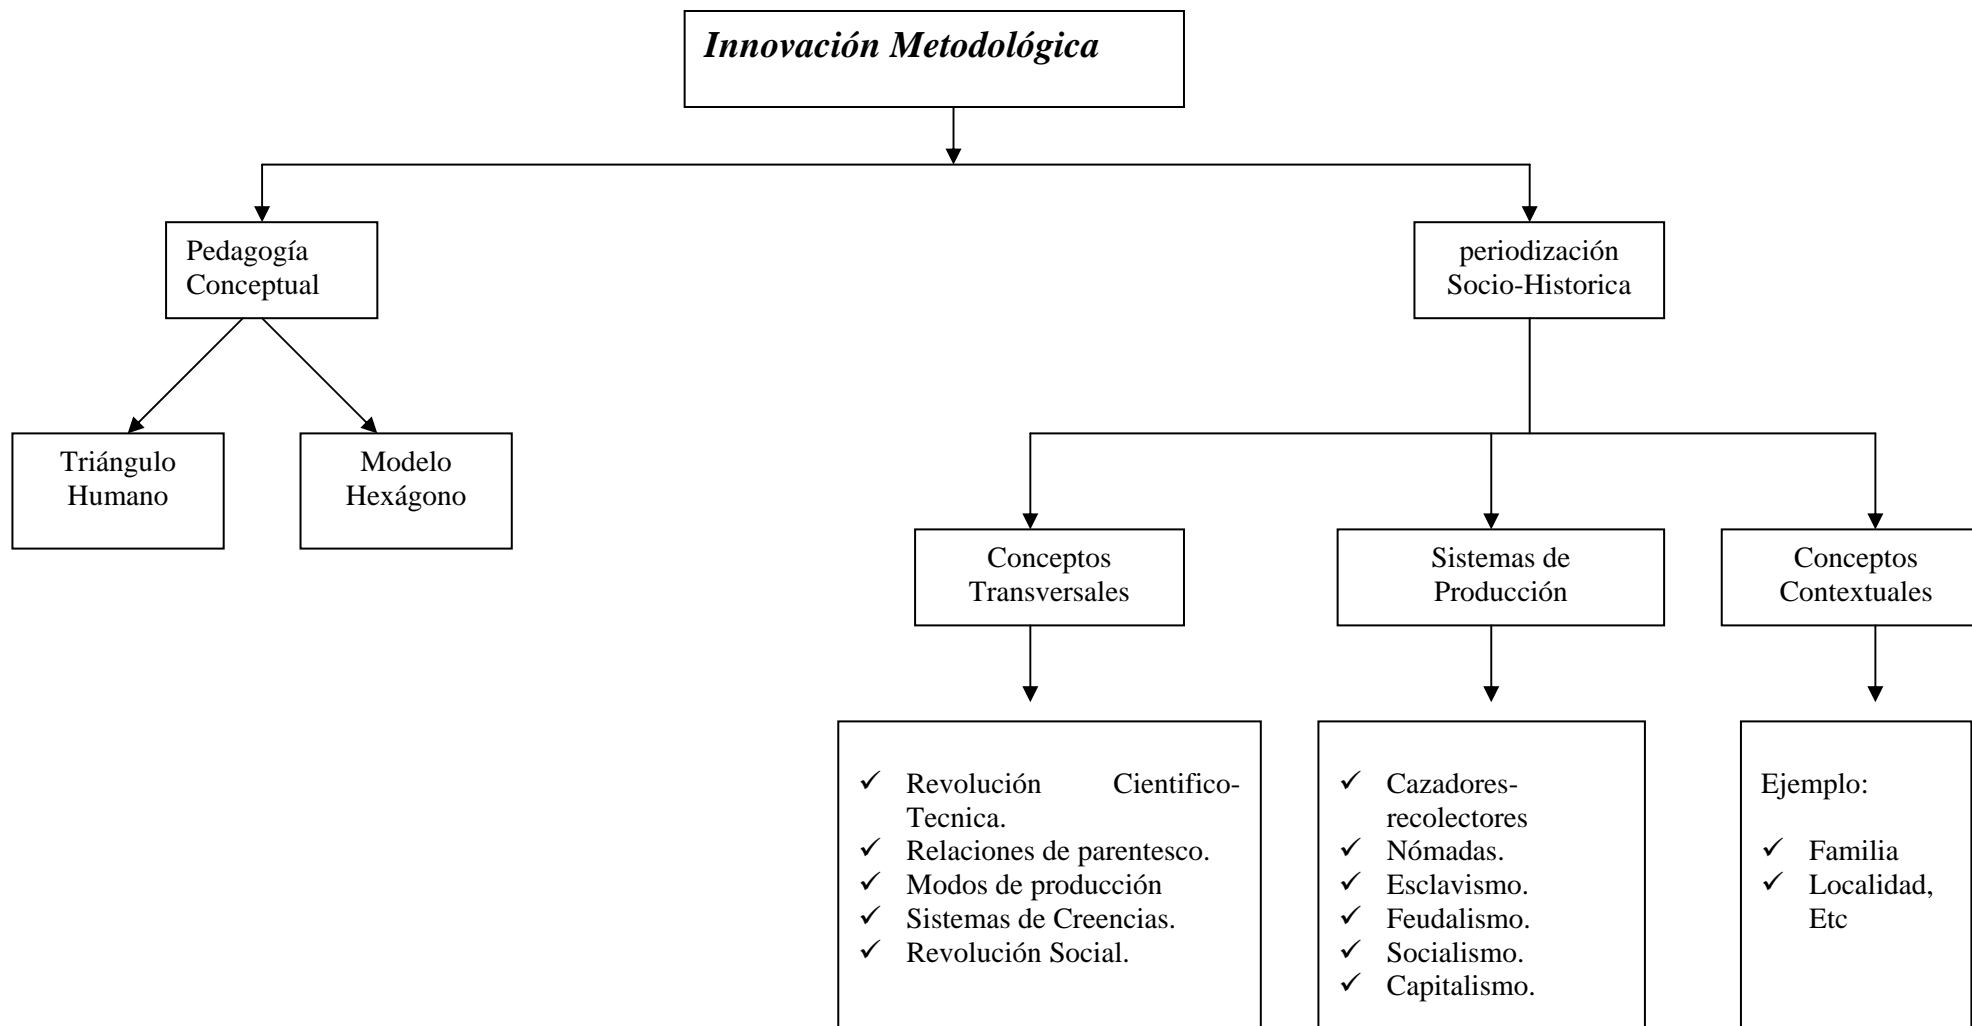 Innovación Metodológica
Pedagogía
Conceptual
periodización
Socio-Historica
Triángulo
Humano
Modelo
Hexágono
Conceptos
Transversales
Sistemas de
Producción
Conceptos
Contextuales
✓ Revolución Cientifico-
Tecnica.
✓ Relaciones de parentesco.
✓ Modos de producción
✓ Sistemas de Creencias.
✓ Revolución Social.
✓ Cazadores-
recolectores
✓ Nómadas.
✓ Esclavismo.
✓ Feudalismo.
✓ Socialismo.
✓ Capitalismo.
Ejemplo:
✓ Familia
✓ Localidad,
Etc